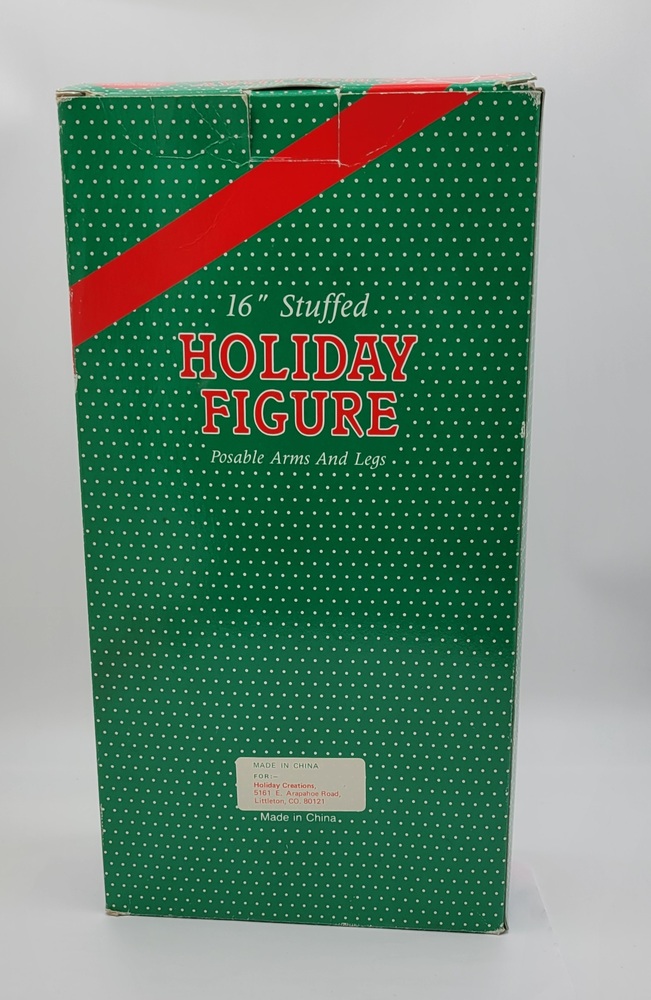 16" Stuffed
HOLIDAY
FIGURE
Posable Arms And Legs
MADE IN CHINA
FOR:-
Holiday Creations,
5161 E. Arapahoe Road,
Littleton, CO. 80121
Made in China